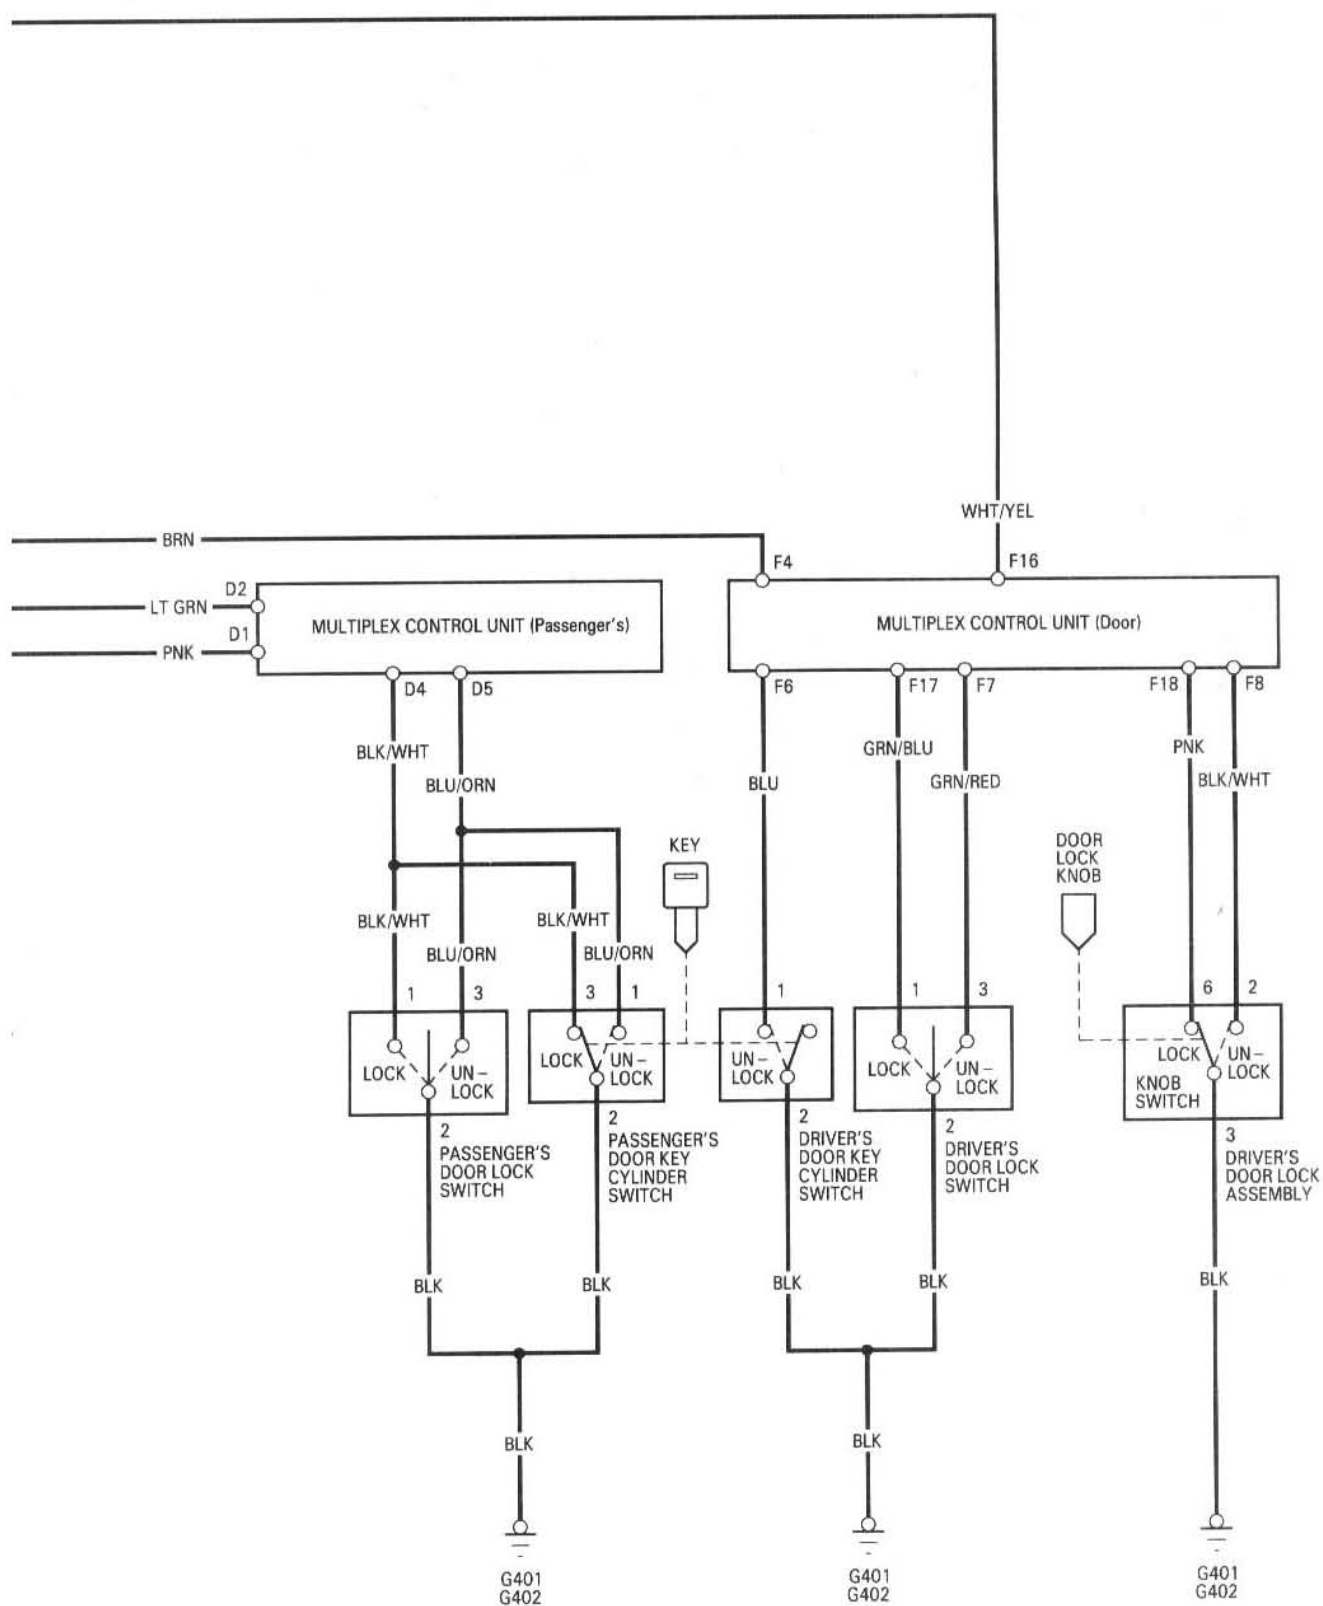 WHT/YEL
BRN
F4
F16
D2
LT GRN
D1
PNK
MULTIPLEX CONTROL UNIT (Passenger's)
MULTIPLEX CONTROL UNIT (Door)
D4
D5
F6
F17
F7
F18
F8
BLK/WHT
GRN/BLU
PNK
BLU/ORN
BLU
GRN/RED
BLK/WHT
KEY
DOOR
LOCK
KNOB
BLK/WHT
BLK/WHT
BLU/ORN
BLU/ORN
1
3
3
1
1
1
3
6
2
LOCK
UN-
LOCK
LOCK
UN-
LOCK
UN-
LOCK
LOCK
UN-
LOCK
LOCK
UN-
LOCK
KNOB
SWITCH
2
PASSENGER'S
DOOR LOCK
SWITCH
2
PASSENGER'S
DOOR KEY
CYLINDER
SWITCH
2
DRIVER'S
DOOR KEY
CYLINDER
SWITCH
2
DRIVER'S
DOOR LOCK
SWITCH
3
DRIVER'S
DOOR LOCK
ASSEMBLY
BLK
BLK
BLK
BLK
BLK
BLK
BLK
G401
G402
G401
G402
G401
G402